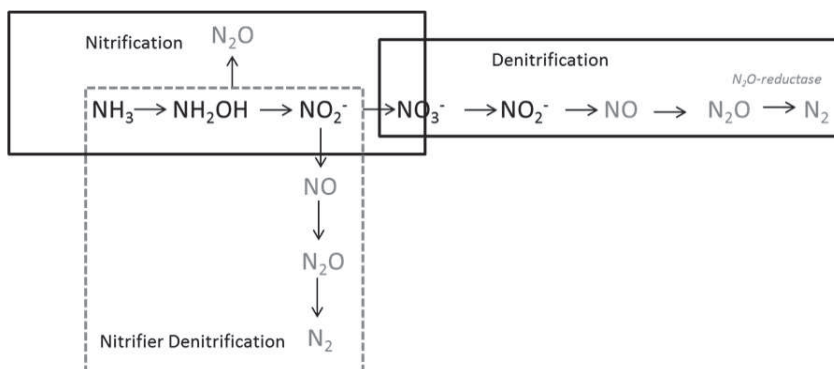 Nitrification N₂O
Denitrification
N₂O-reductase
NH₃ → NH₂OH → NO₂⁻ → NO₃⁻ → NO₂⁻ → NO → N₂O → N₂
NO
N₂O
Nitrifier Denitrification N₂